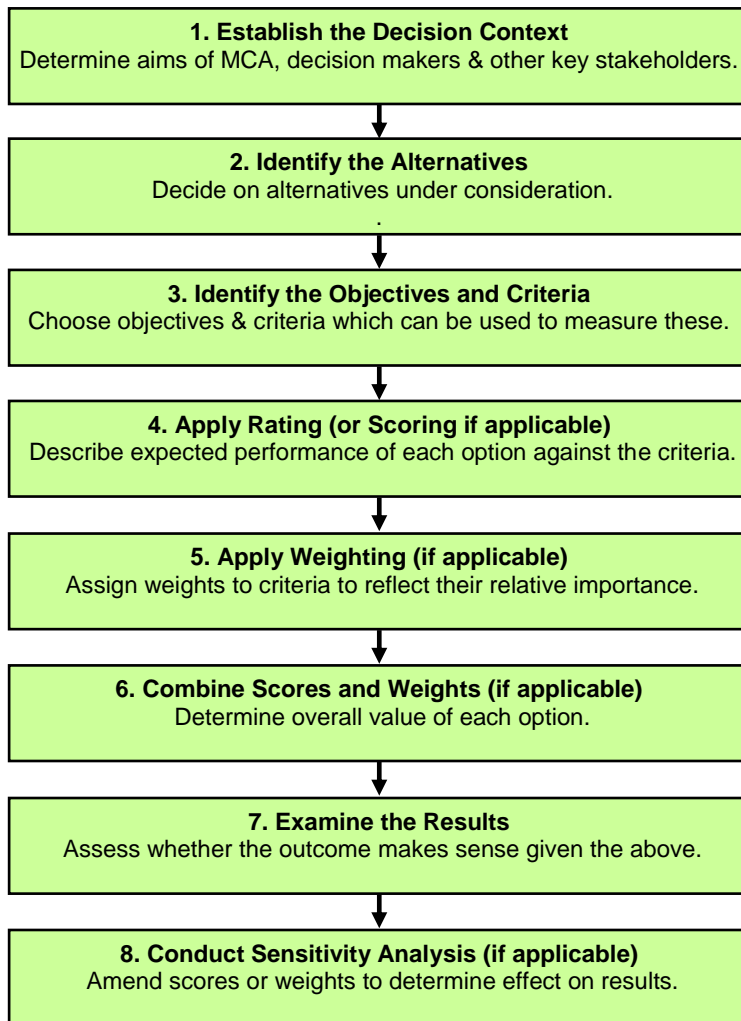 1. Establish the Decision Context
Determine aims of MCA, decision makers & other key stakeholders.
2. Identify the Alternatives
Decide on alternatives under consideration.
.
3. Identify the Objectives and Criteria
Choose objectives & criteria which can be used to measure these.
4. Apply Rating (or Scoring if applicable)
Describe expected performance of each option against the criteria.
5. Apply Weighting (if applicable)
Assign weights to criteria to reflect their relative importance.
6. Combine Scores and Weights (if applicable)
Determine overall value of each option.
7. Examine the Results
Assess whether the outcome makes sense given the above.
8. Conduct Sensitivity Analysis (if applicable)
Amend scores or weights to determine effect on results.